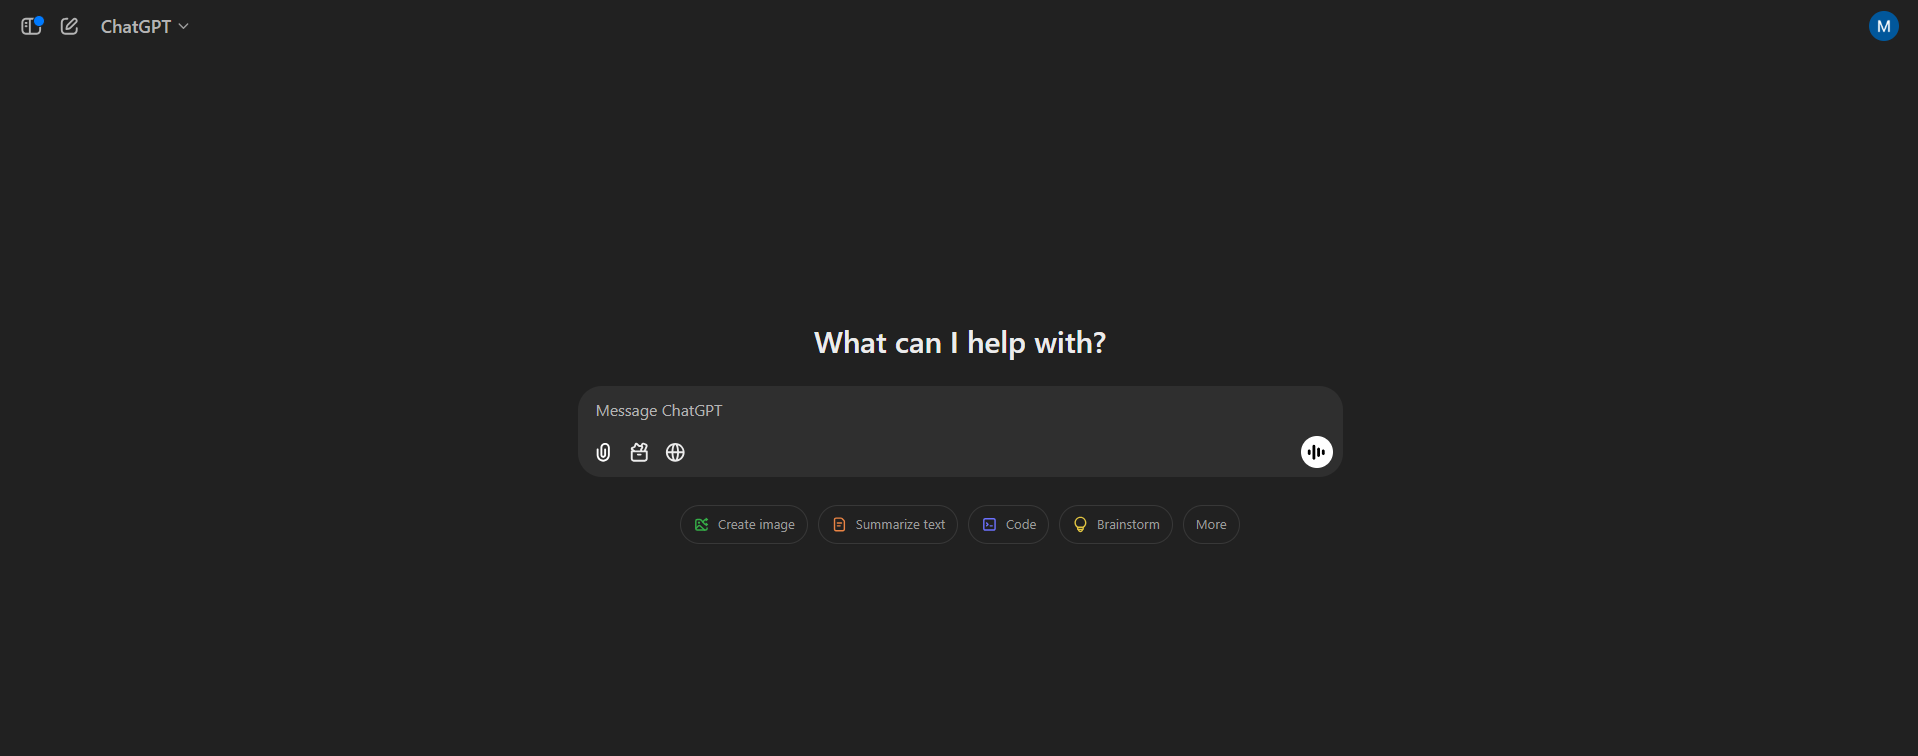 ChatGPT
M
What can I help with?
Message ChatGPT
Create image
Summarize text
Code
Brainstorm
More